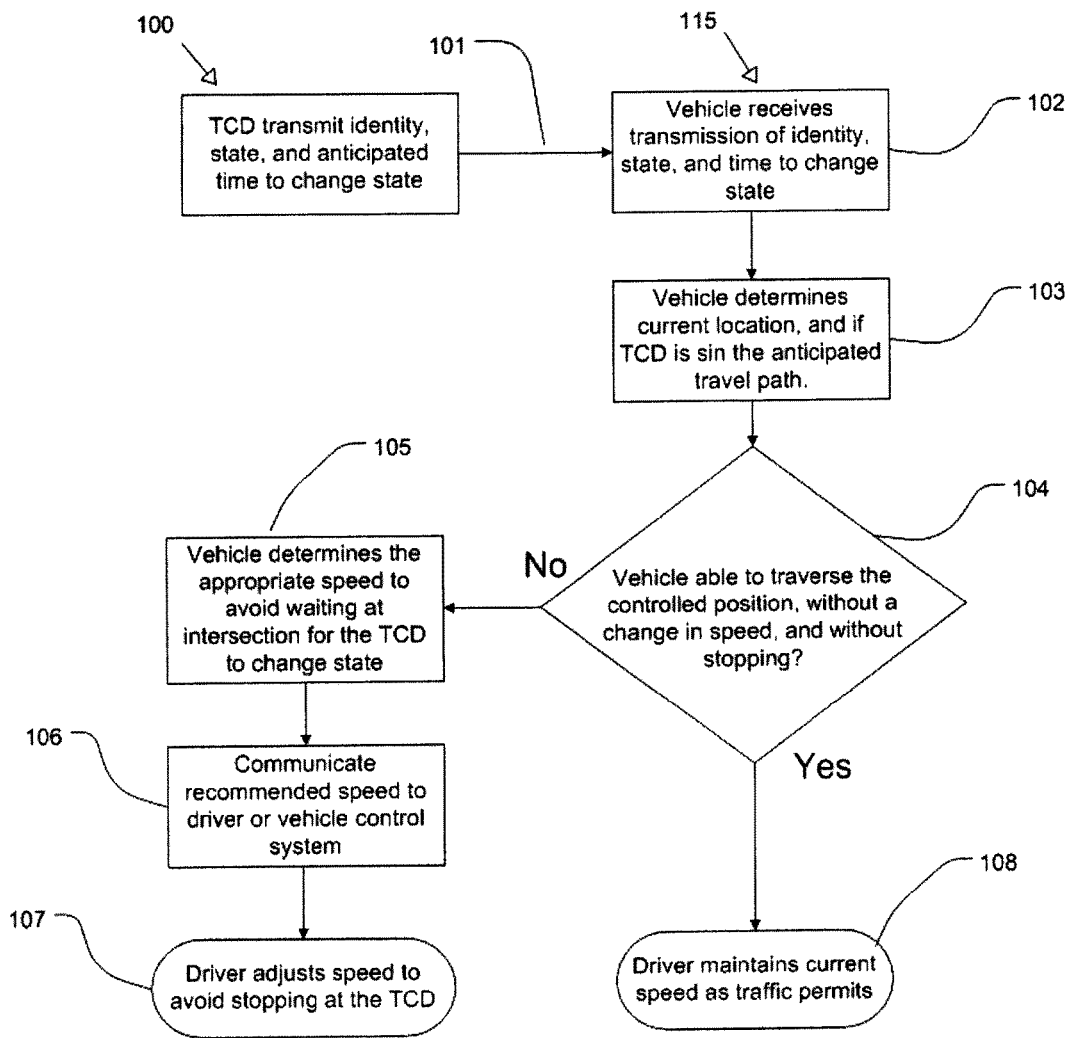 100
101
115
TCD transmit identity,
state, and anticipated
time to change state
Vehicle receives
transmission of identity,
state, and time to change
state
102
Vehicle determines
current location, and if
TCD is sin the anticipated
travel path.
103
104
Vehicle able to traverse the
controlled position, without a
change in speed, and without
stopping?
No
105
Vehicle determines the
appropriate speed to
avoid waiting at
intersection for the TCD
to change state
106
Communicate
recommended speed to
driver or vehicle control
system
107
Driver adjusts speed to
avoid stopping at the TCD
Yes
108
Driver maintains current
speed as traffic permits